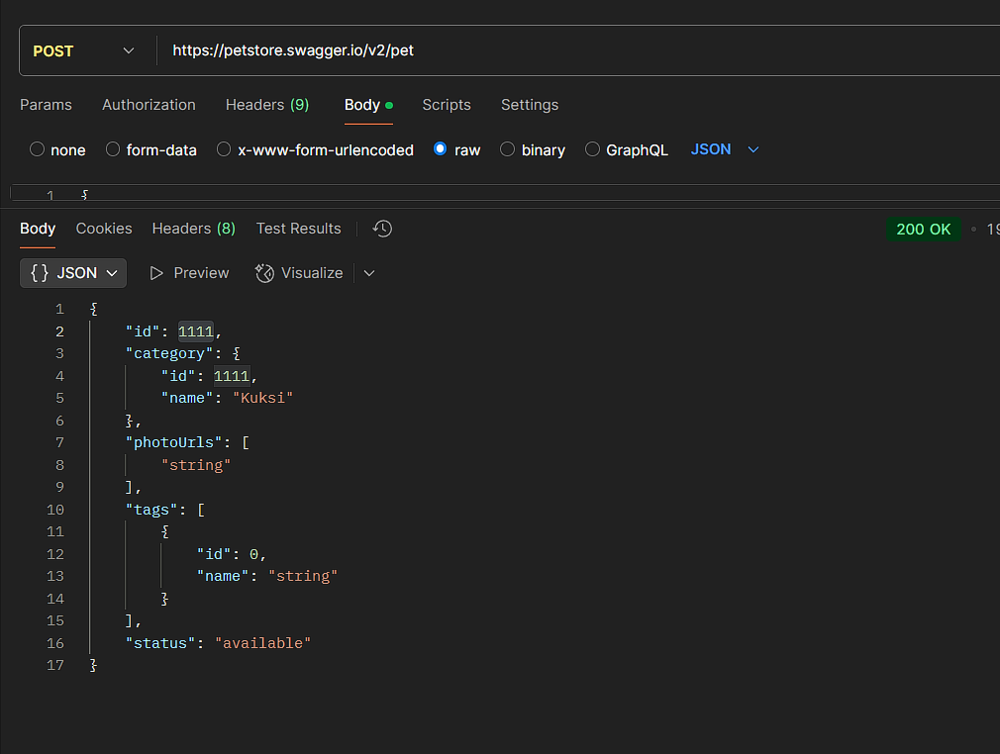 POST https://petstore.swagger.io/v2/pet
Params Authorization Headers (9) Body Scripts Settings
none form-data x-www-form-urlencoded raw binary GraphQL JSON
1 {
Body Cookies Headers (8) Test Results 200 OK
{} JSON Preview Visualize
1 {
2 "id": 1111,
3 "category": {
4 "id": 1111,
5 "name": "Kuksi"
6 },
7 "photoUrls": [
8 "string"
9 ],
10 "tags": [
11 {
12 "id": 0,
13 "name": "string"
14 }
15 ],
16 "status": "available"
17 }